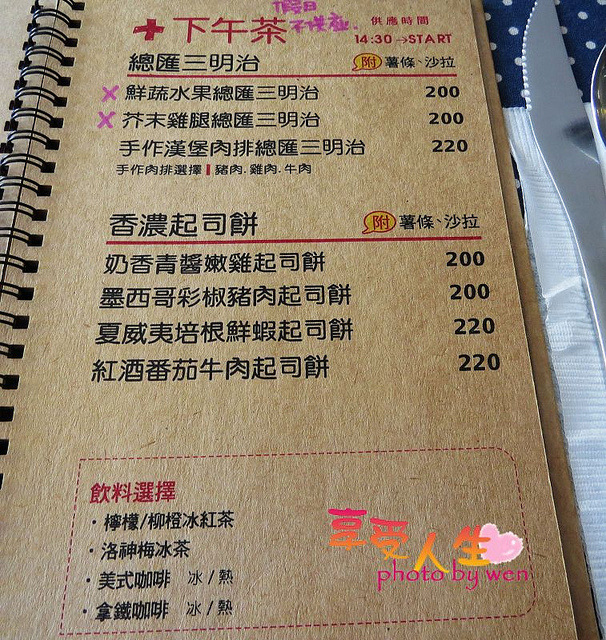 假日
不供應.
下午茶
供應時間
14:30→START
總匯三明治
附 薯條、沙拉
X 鮮蔬水果總匯三明治 200
X 芥末雞腿總匯三明治 200
手作漢堡肉排總匯三明治 220
手作肉排選擇 | 豬肉.雞肉.牛肉
香濃起司餅
附 薯條、沙拉
奶香青醬嫩雞起司餅 200
墨西哥彩椒豬肉起司餅 200
夏威夷培根鮮蝦起司餅 220
紅酒番茄牛肉起司餅 220
飲料選擇
·檸檬/柳橙冰紅茶
·洛神梅冰茶
·美式咖啡 冰/熱
·拿鐵咖啡 冰/熱
享受人生
photo by wen